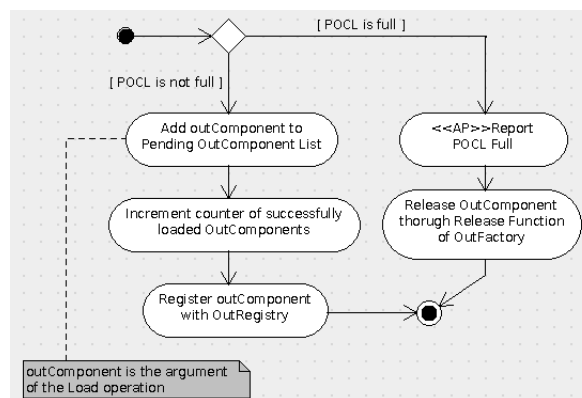 [ POCL is full ]
[ POCL is not full ]
Add outComponent to
Pending OutComponent List
<<AP>>Report
POCL Full
Increment counter of successfully
loaded OutComponents
Release OutComponent
thorugh Release Function
of OutFactory
Register outComponent
with OutRegistry
outComponent is the argument
of the Load operation